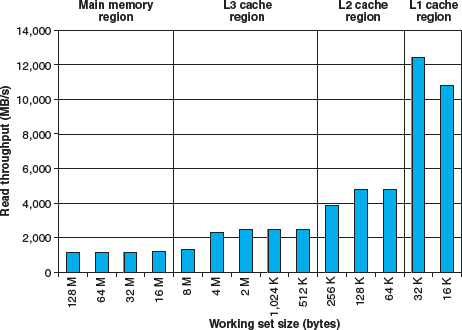 Main memory
region
L3 cache
region
L2 cache
region
L1 cache
region
14,000
12,000
10,000
8,000
6,000
4,000
2,000
0
Read throughput (MB/s)
128 M
64 M
32 M
16 M
8 M
4 M
2 M
1,024 K
512 K
256 K
128 K
64 K
32 K
16 K
Working set size (bytes)